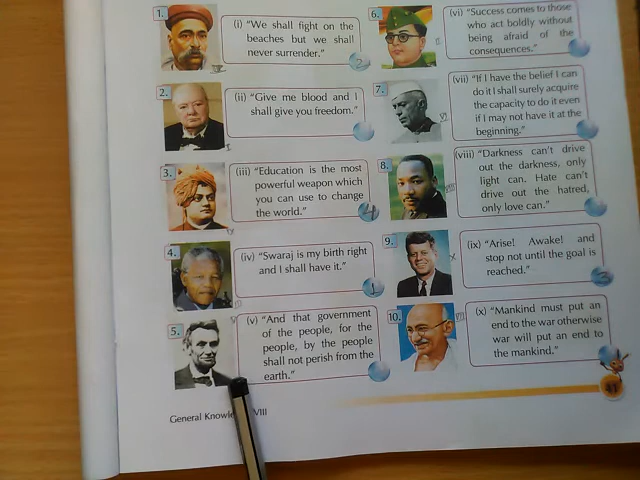 1.
(i) "We shall fight on the
beaches but we shall
never surrender."
2
2.
(ii) "Give me blood and I
shall give you freedom."
3.
(iii) "Education is the most
powerful weapon which
you can use to change
the world."
4
4.
(iv) "Swaraj is my birth right
and I shall have it."
1
5.
(v) "And that government
of the people, for the
people, by the people
shall not perish from the
earth."
6.
(vi) "Success comes to those
who act boldly without
being afraid of the
consequences."
7.
(vii) "If I have the belief I can
do it I shall surely acquire
the capacity to do it even
if I may not have it at the
beginning."
8.
(viii) "Darkness can't drive
out the darkness, only
light can. Hate can't
drive out the hatred,
only love can."
9.
(ix) "Arise! Awake! and
stop not until the goal is
reached."
3
10.
(x) "Mankind must put an
end to the war otherwise
war will put an end to
the mankind."
General VIII